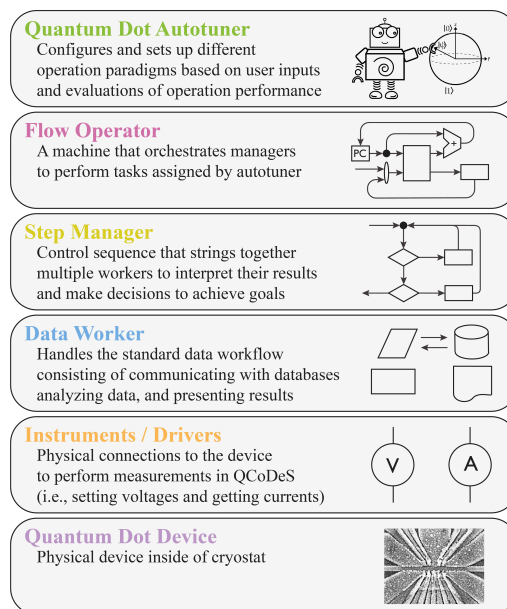 Quantum Dot Autotuner
Configures and sets up different
operation paradigms based on user inputs
and evaluations of operation performance
|0⟩
|1⟩
Flow Operator
A machine that orchestrates managers
to perform tasks assigned by autotuner
PC
+
Step Manager
Control sequence that strings together
multiple workers to interpret their results
and make decisions to achieve goals
Data Worker
Handles the standard data workflow
consisting of communicating with databases
analyzing data, and presenting results
Instruments / Drivers
Physical connections to the device
to perform measurements in QCoDeS
(i.e., setting voltages and getting currents)
V
A
Quantum Dot Device
Physical device inside of cryostat